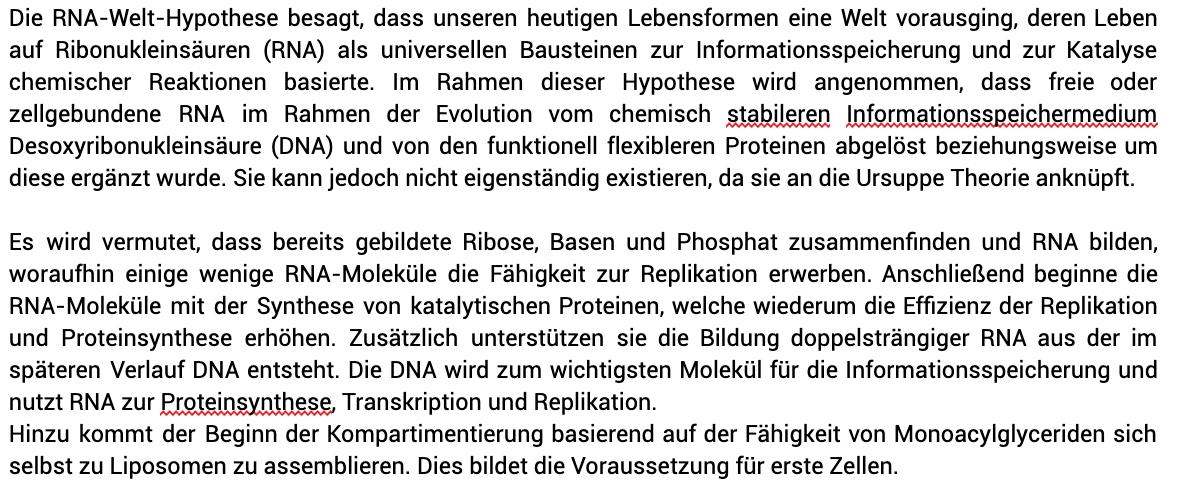 Die RNA-Welt-Hypothese besagt, dass unseren heutigen Lebensformen eine Welt vorausging, deren Leben
auf Ribonukleinsäuren (RNA) als universellen Bausteinen zur Informationsspeicherung und zur Katalyse
chemischer Reaktionen basierte. Im Rahmen dieser Hypothese wird angenommen, dass freie oder
zellgebundene RNA im Rahmen der Evolution vom chemisch stabileren Informationsspeichermedium
Desoxyribonukleinsäure (DNA) und von den funktionell flexibleren Proteinen abgelöst beziehungsweise um
diese ergänzt wurde. Sie kann jedoch nicht eigenständig existieren, da sie an die Ursuppe Theorie anknüpft.
Es wird vermutet, dass bereits gebildete Ribose, Basen und Phosphat zusammenfinden und RNA bilden,
woraufhin einige wenige RNA-Moleküle die Fähigkeit zur Replikation erwerben. Anschließend beginne die
RNA-Moleküle mit der Synthese von katalytischen Proteinen, welche wiederum die Effizienz der Replikation
und Proteinsynthese erhöhen. Zusätzlich unterstützen sie die Bildung doppelsträngiger RNA aus der im
späteren Verlauf DNA entsteht. Die DNA wird zum wichtigsten Molekül für die Informationsspeicherung und
nutzt RNA zur Proteinsynthese, Transkription und Replikation.
Hinzu kommt der Beginn der Kompartimentierung basierend auf der Fähigkeit von Monoacylglyceriden sich
selbst zu Liposomen zu assemblieren. Dies bildet die Voraussetzung für erste Zellen.